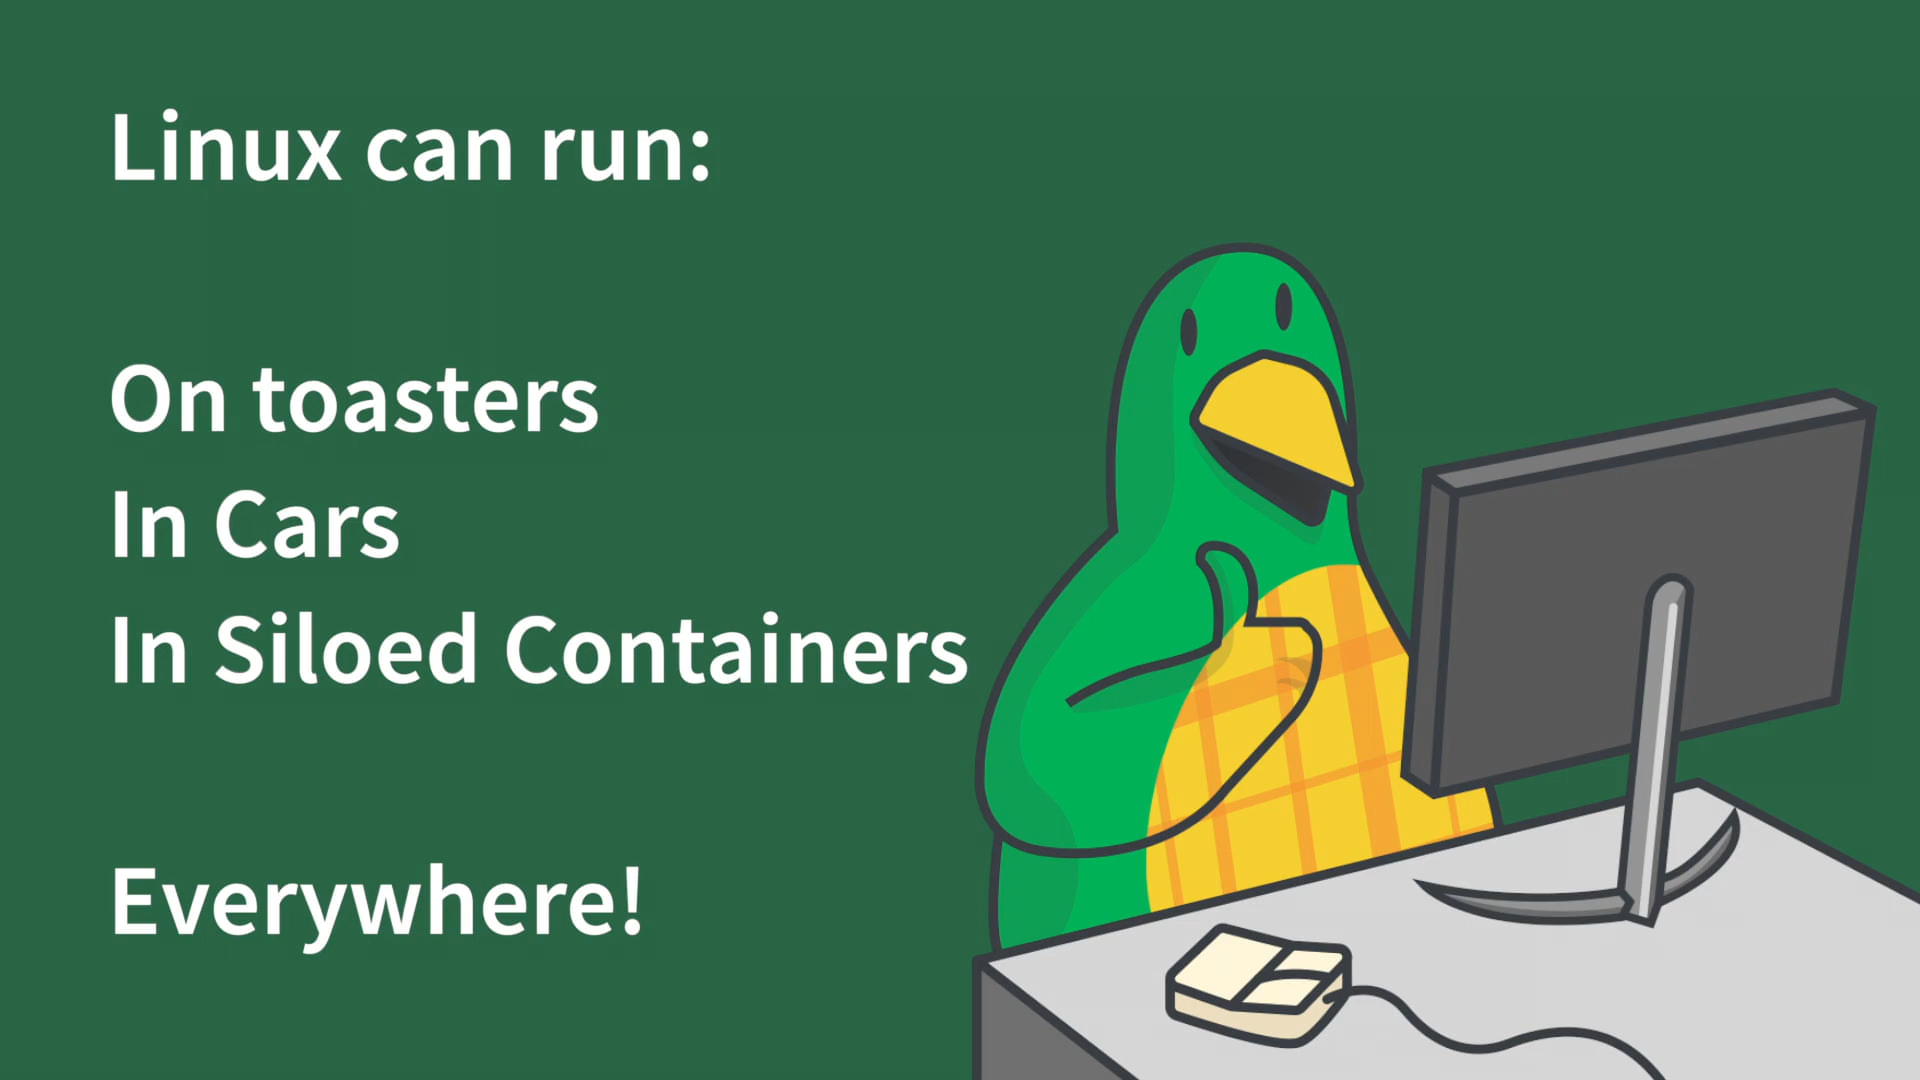 Linux can run:
On toasters
In Cars
In Siloed Containers
Everywhere!